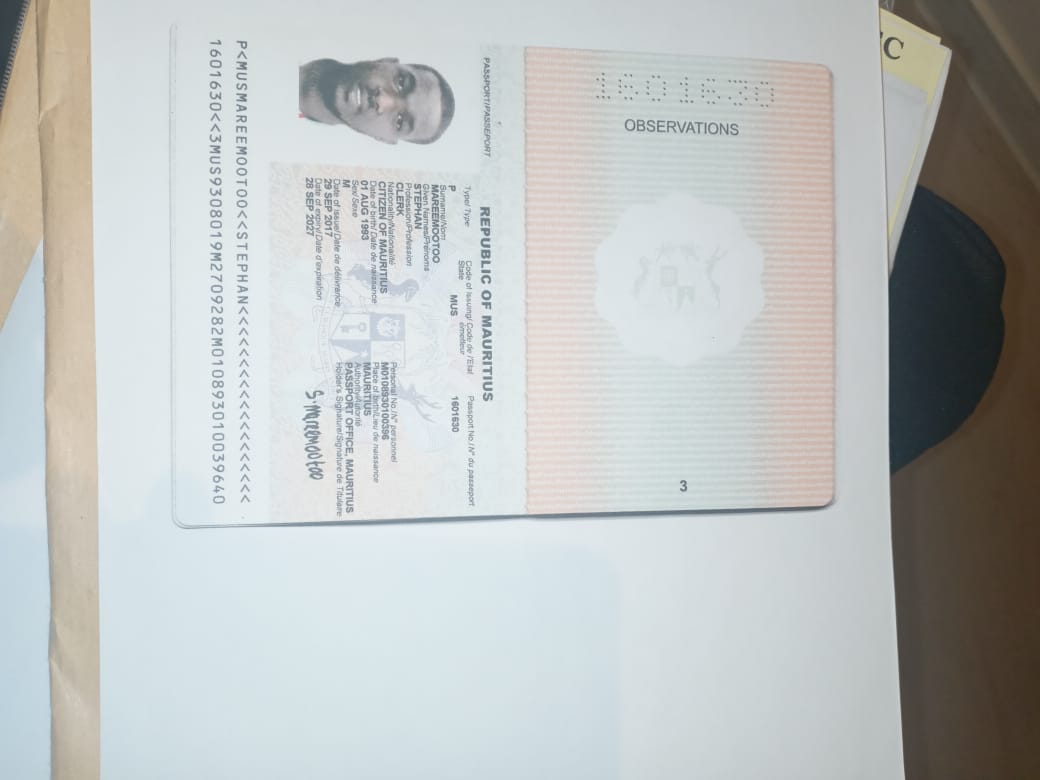 OBSERVATIONS
3
REPUBLIC OF MAURITIUS
PASSPORT/PASSEPORT
Type/ Type
P
Code of Issuing/ Code de l'Etat
State émetteur
MUS
Passport No./ N° du passeport
1601630
Surname/Nom
MAREEMOOTOO
Given Names/Prénoms
STEPHAN
Profession/Profession
CLERK
Nationality/Nationalité
CITIZEN OF MAURITIUS
Personal No./ N° personnel
M0108930100396
Date of birth/ Date de naissance
01 AUG 1993
Place of birth/Lieu de naissance
MAURITIUS
Sex/Sexe
M
Authority/Autorité
PASSPORT OFFICE, MAURITIUS
Date of issue/ Date de délivrance
29 SEP 2017
Holder's Signature/Signature de Titulaire
Date of expiry/ Date d'expiration
28 SEP 2027
S. Mareemootoo
P<MUSMAREEMOOTOO<<STEPHAN<<<<<<<<<<<<<<<<<<<
1601630<<3MUS9308019M2709282M010893010039640